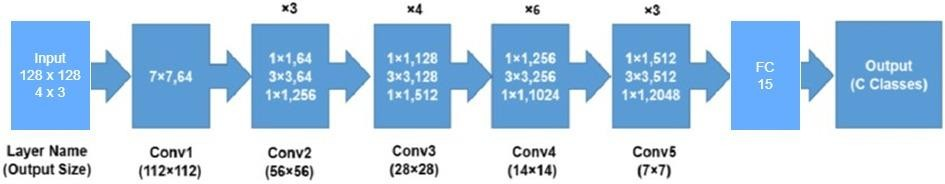 ×3
×4
×6
×3
Input
128 x 128
4 x 3
7×7,64
1×1,64
3×3,64
1×1,256
1×1,128
3×3,128
1×1,512
1×1,256
3×3,256
1×1,1024
1×1,512
3×3,512
1×1,2048
FC
15
Output
(C Classes)
Layer Name
(Output Size)
Conv1
(112×112)
Conv2
(56×56)
Conv3
(28×28)
Conv4
(14×14)
Conv5
(7×7)